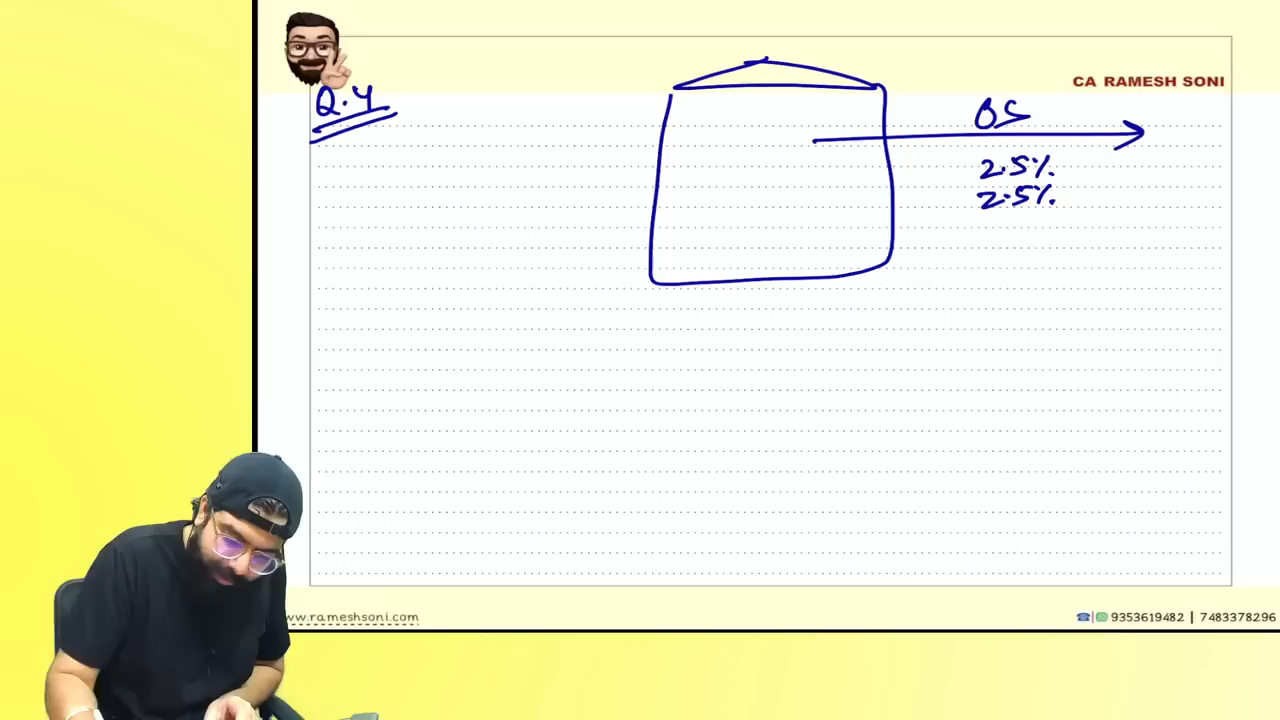 CA RAMESH SONI
Q.4
OS
2.5%
2.5%
www.rameshsoni.com
9353619482 | 7483378296